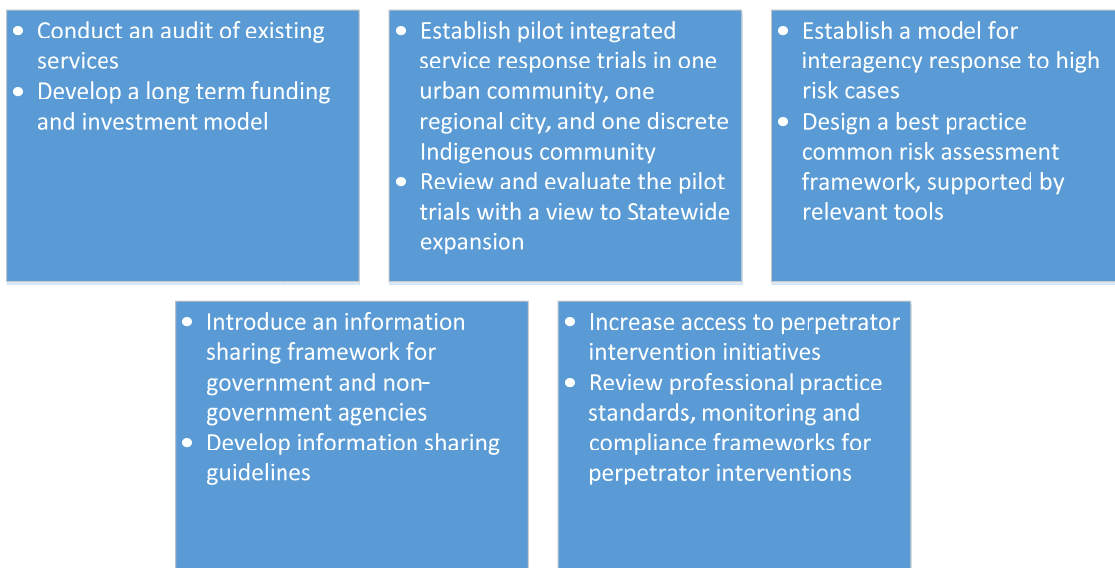 • Conduct an audit of existing
services
• Develop a long term funding
and investment model
• Establish pilot integrated
service response trials in one
urban community, one
regional city, and one discrete
Indigenous community
• Review and evaluate the pilot
trials with a view to Statewide
expansion
• Establish a model for
interagency response to high
risk cases
• Design a best practice
common risk assessment
framework, supported by
relevant tools
• Introduce an information
sharing framework for
government and non-
government agencies
• Develop information sharing
guidelines
• Increase access to perpetrator
intervention initiatives
• Review professional practice
standards, monitoring and
compliance frameworks for
perpetrator interventions